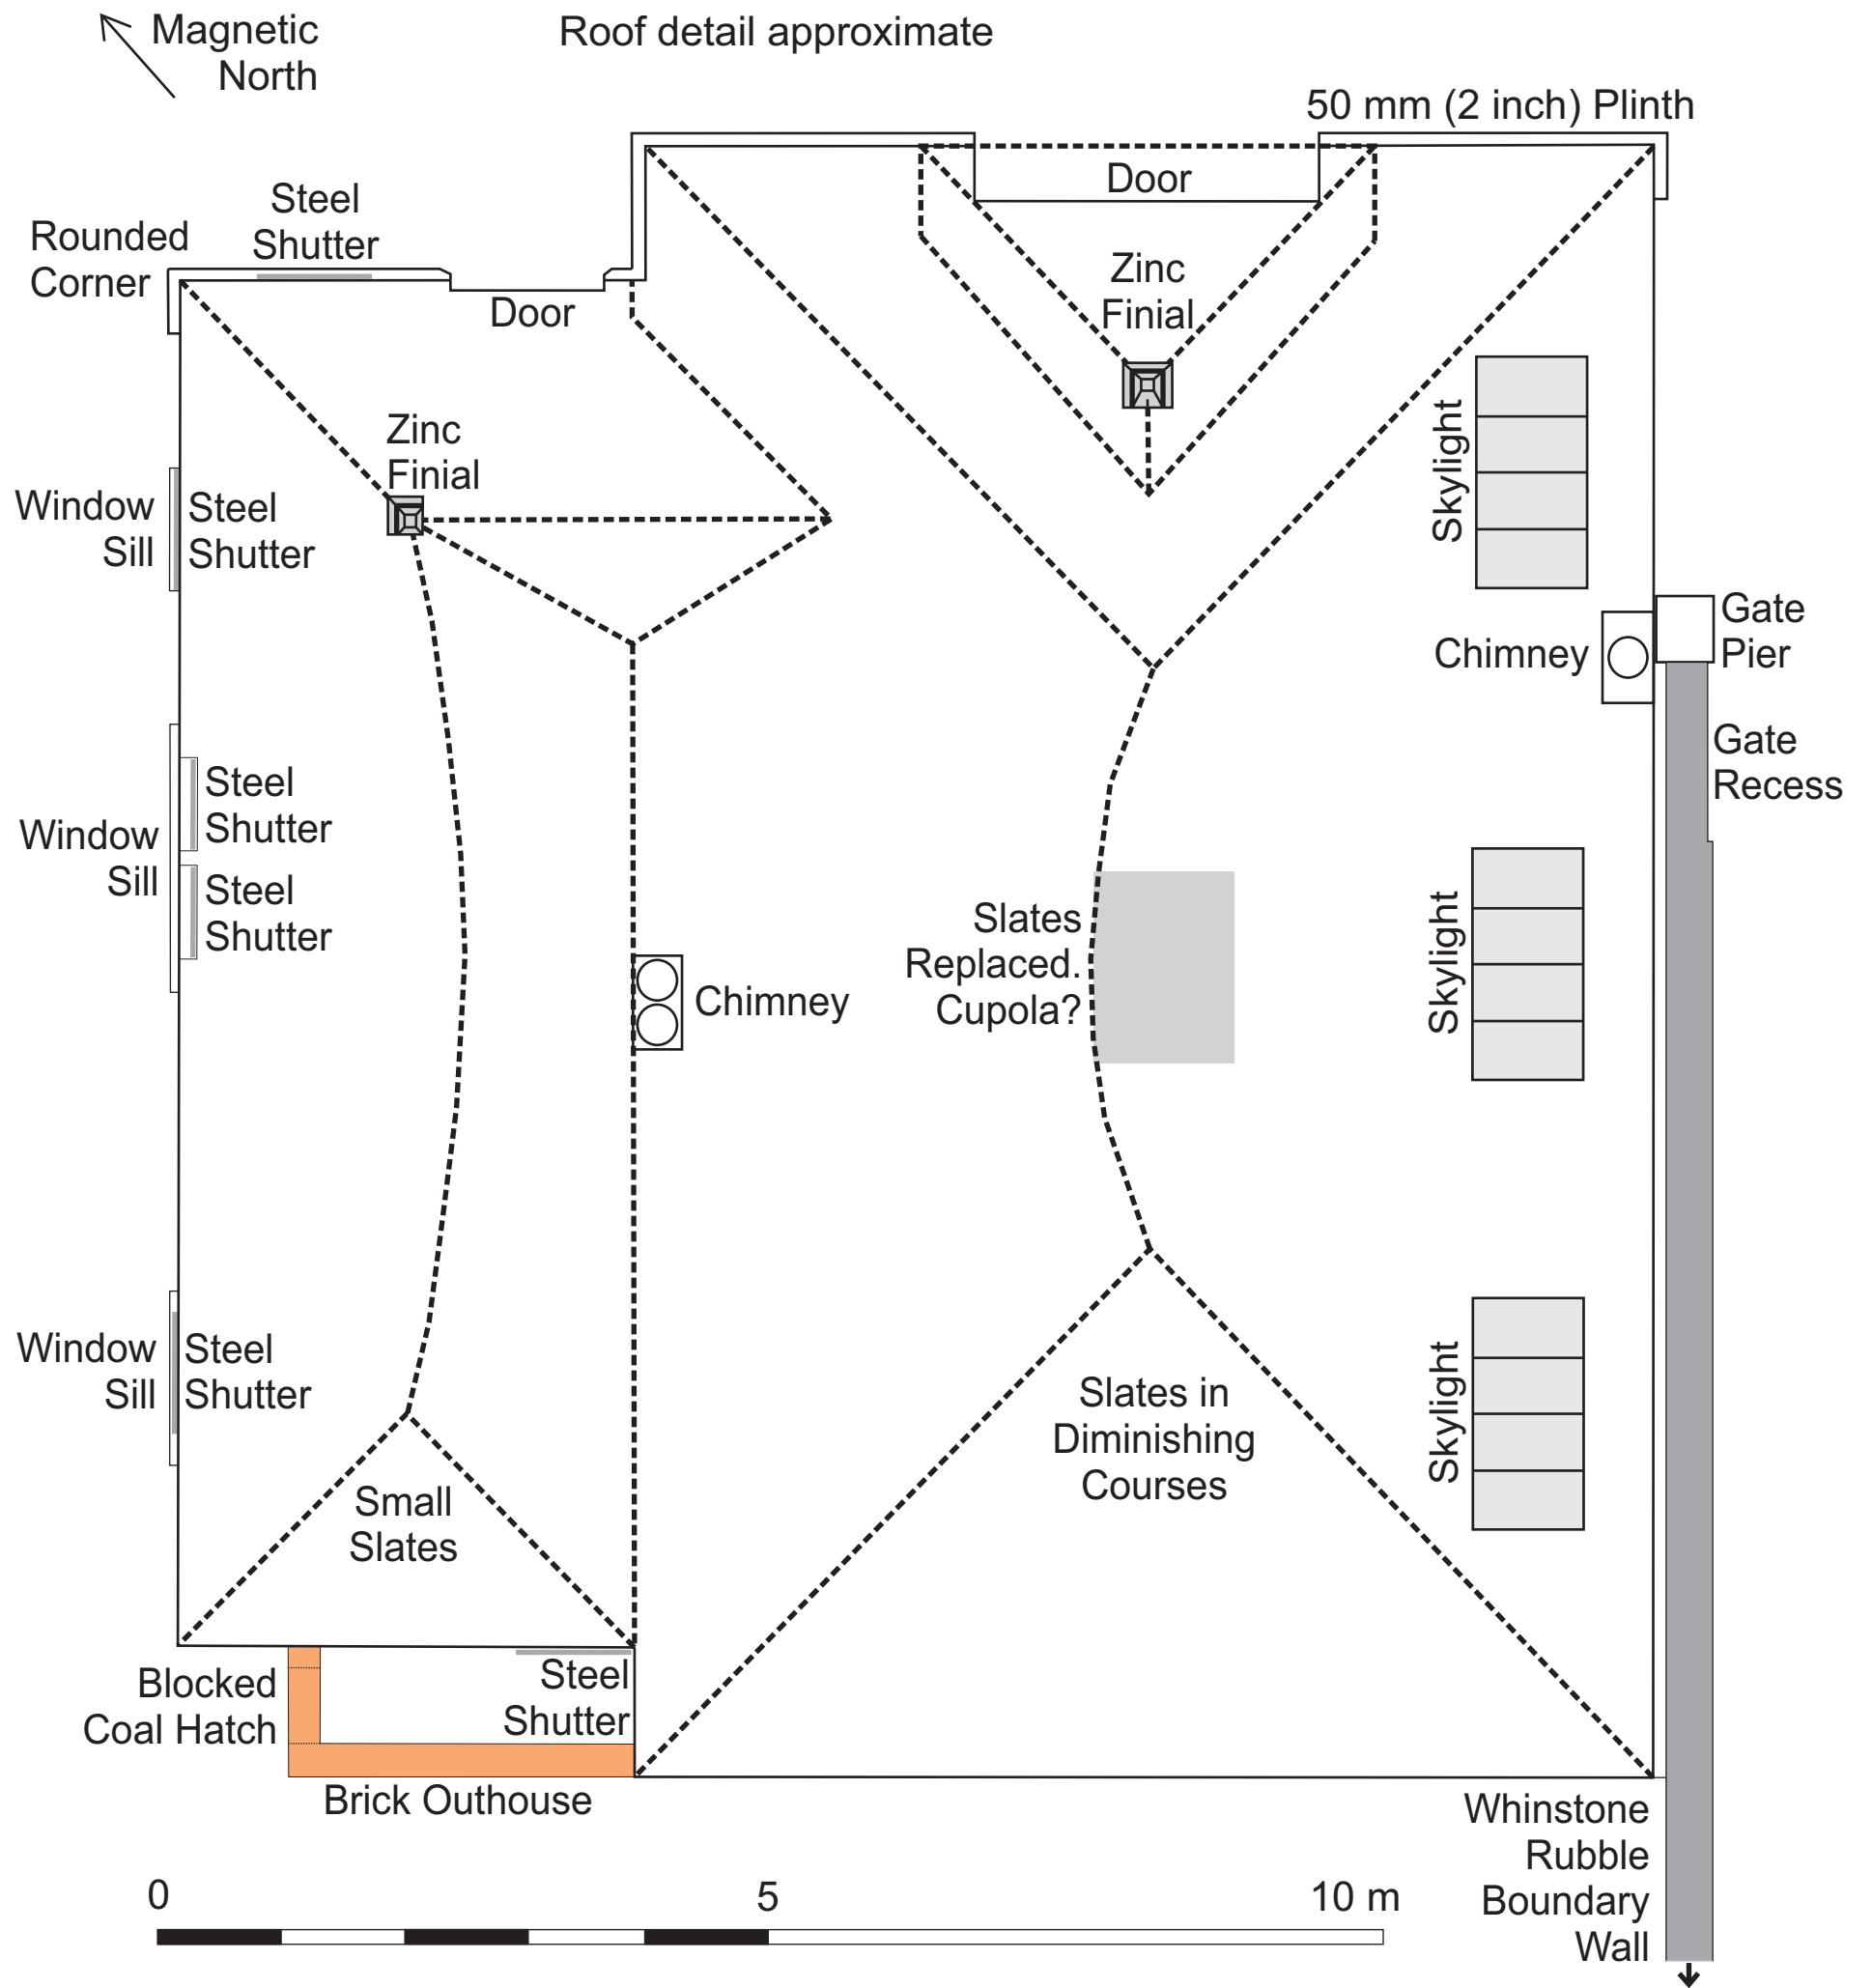 Magnetic
North
Roof detail approximate
50 mm (2 inch) Plinth
Steel
Shutter
Rounded
Corner
Door
Door
Zinc
Finial
Zinc
Finial
Skylight
Window
Sill
Steel
Shutter
Gate
Pier
Chimney
Gate
Recess
Steel
Shutter
Window
Sill
Steel
Shutter
Chimney
Slates
Replaced.
Cupola?
Skylight
Window
Sill
Steel
Shutter
Slates in
Diminishing
Courses
Skylight
Small
Slates
Blocked
Coal Hatch
Steel
Shutter
Brick Outhouse
Whinstone
Rubble
Boundary
Wall
0
5
10 m